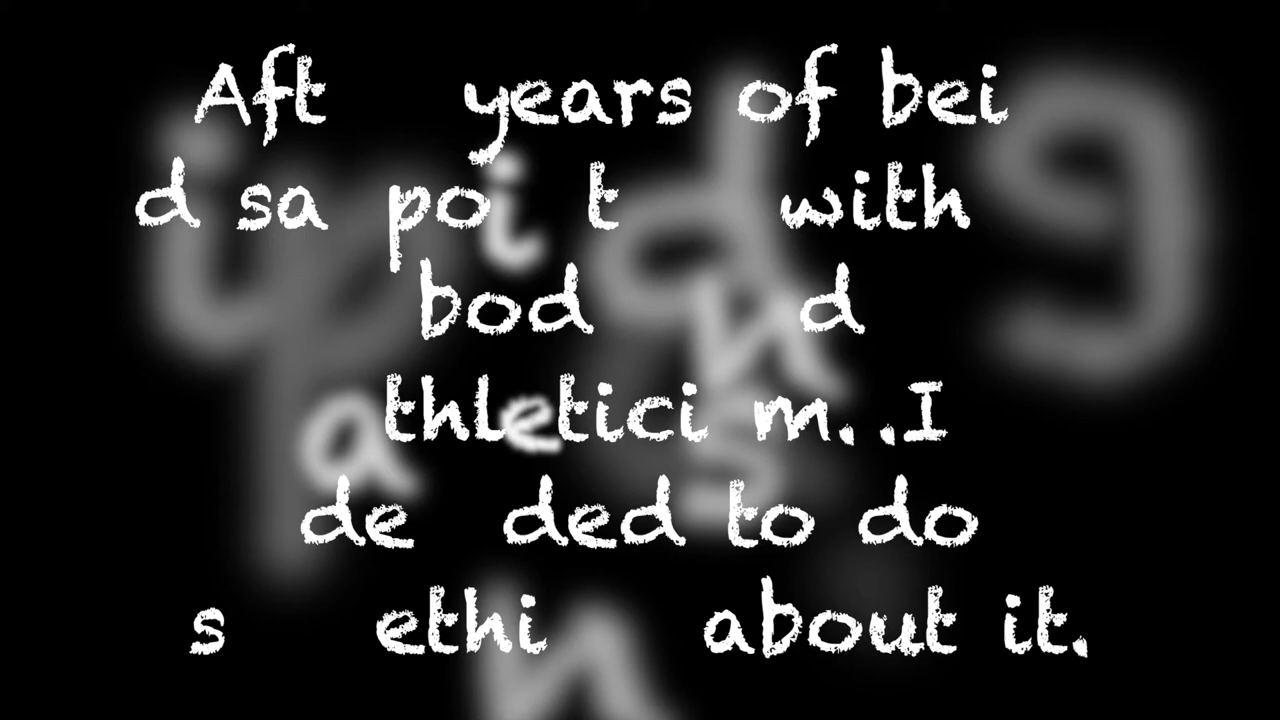 Aft years of bei
d sa poi t with
bod d
thletici m. .I
de ded to do
s ethi about it.